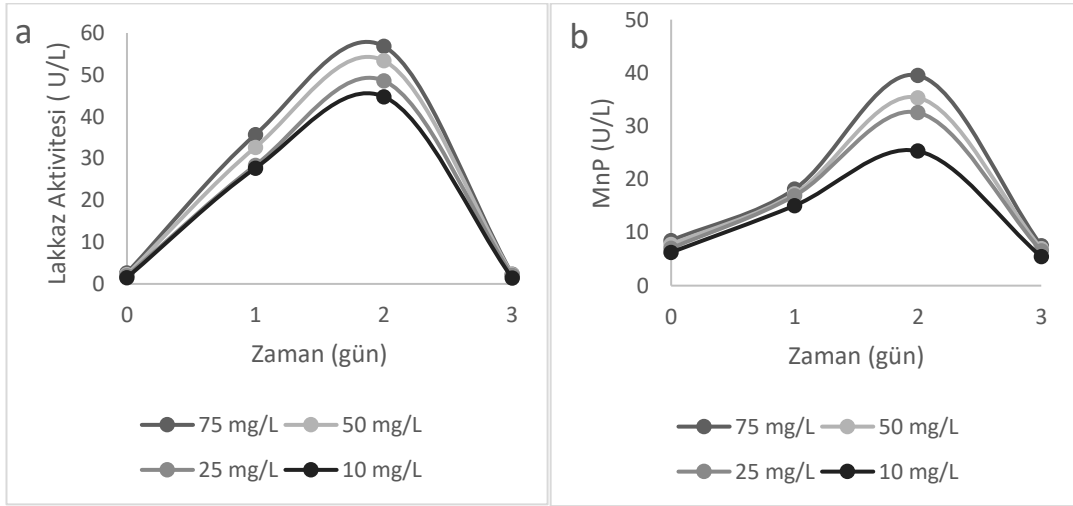 a
Lakkaz Aktivitesi ( U/L)
60
50
40
30
20
10
0
0 1 2 3
Zaman (gün)
75 mg/L 50 mg/L
25 mg/L 10 mg/L
b
MnP (U/L)
50
40
30
20
10
0
0 1 2 3
Zaman (gün)
75 mg/L 50 mg/L
25 mg/L 10 mg/L